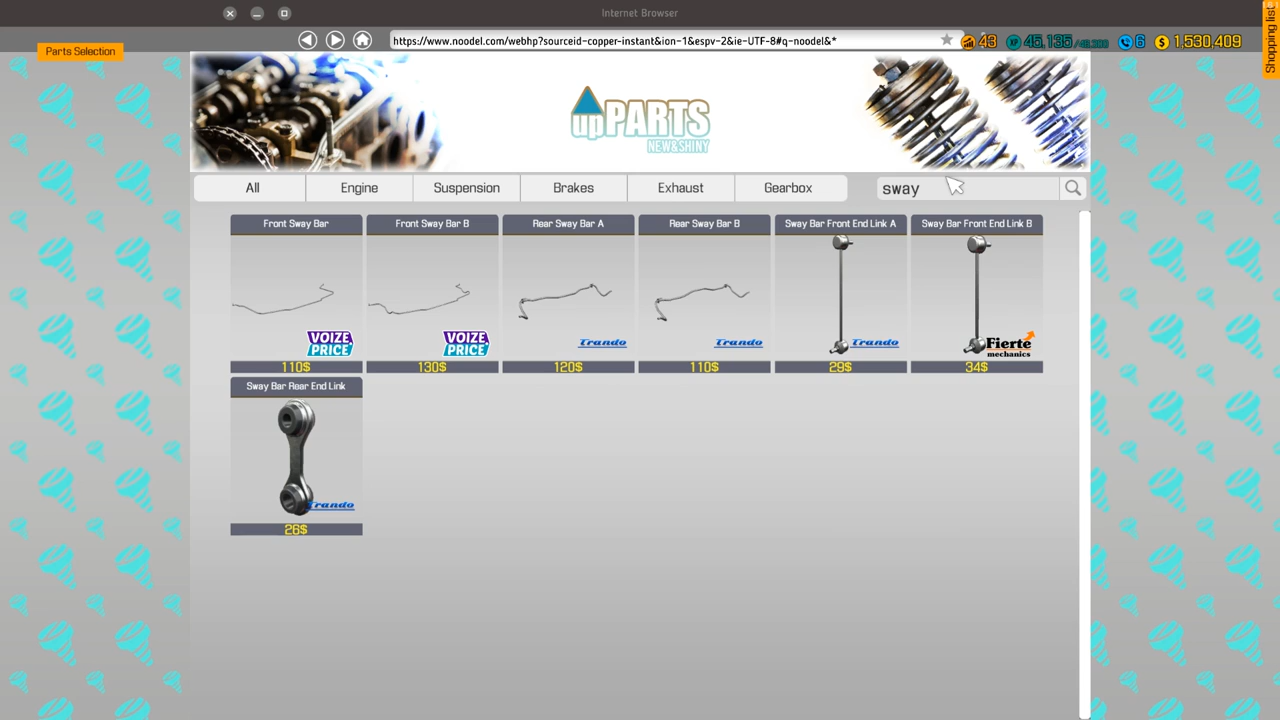 Internet Browser
Parts Selection
https://www.noodel.com/webhp?sourceid-copper-instant&ion-1&espv-2&ie-UTF-8#q-noodel&*
43
45,135
6
1,530,409
Shopping list
upPARTS
NEW&SHINY
All
Engine
Suspension
Brakes
Exhaust
Gearbox
sway
Front Sway Bar
Front Sway Bar B
Rear Sway Bar A
Rear Sway Bar B
Sway Bar Front End Link A
Sway Bar Front End Link B
VOIZE
PRICE
VOIZE
PRICE
Trando
Trando
Trando
Fierte
mechanics
110$
130$
120$
110$
29$
34$
Sway Bar Rear End Link
Trando
26$